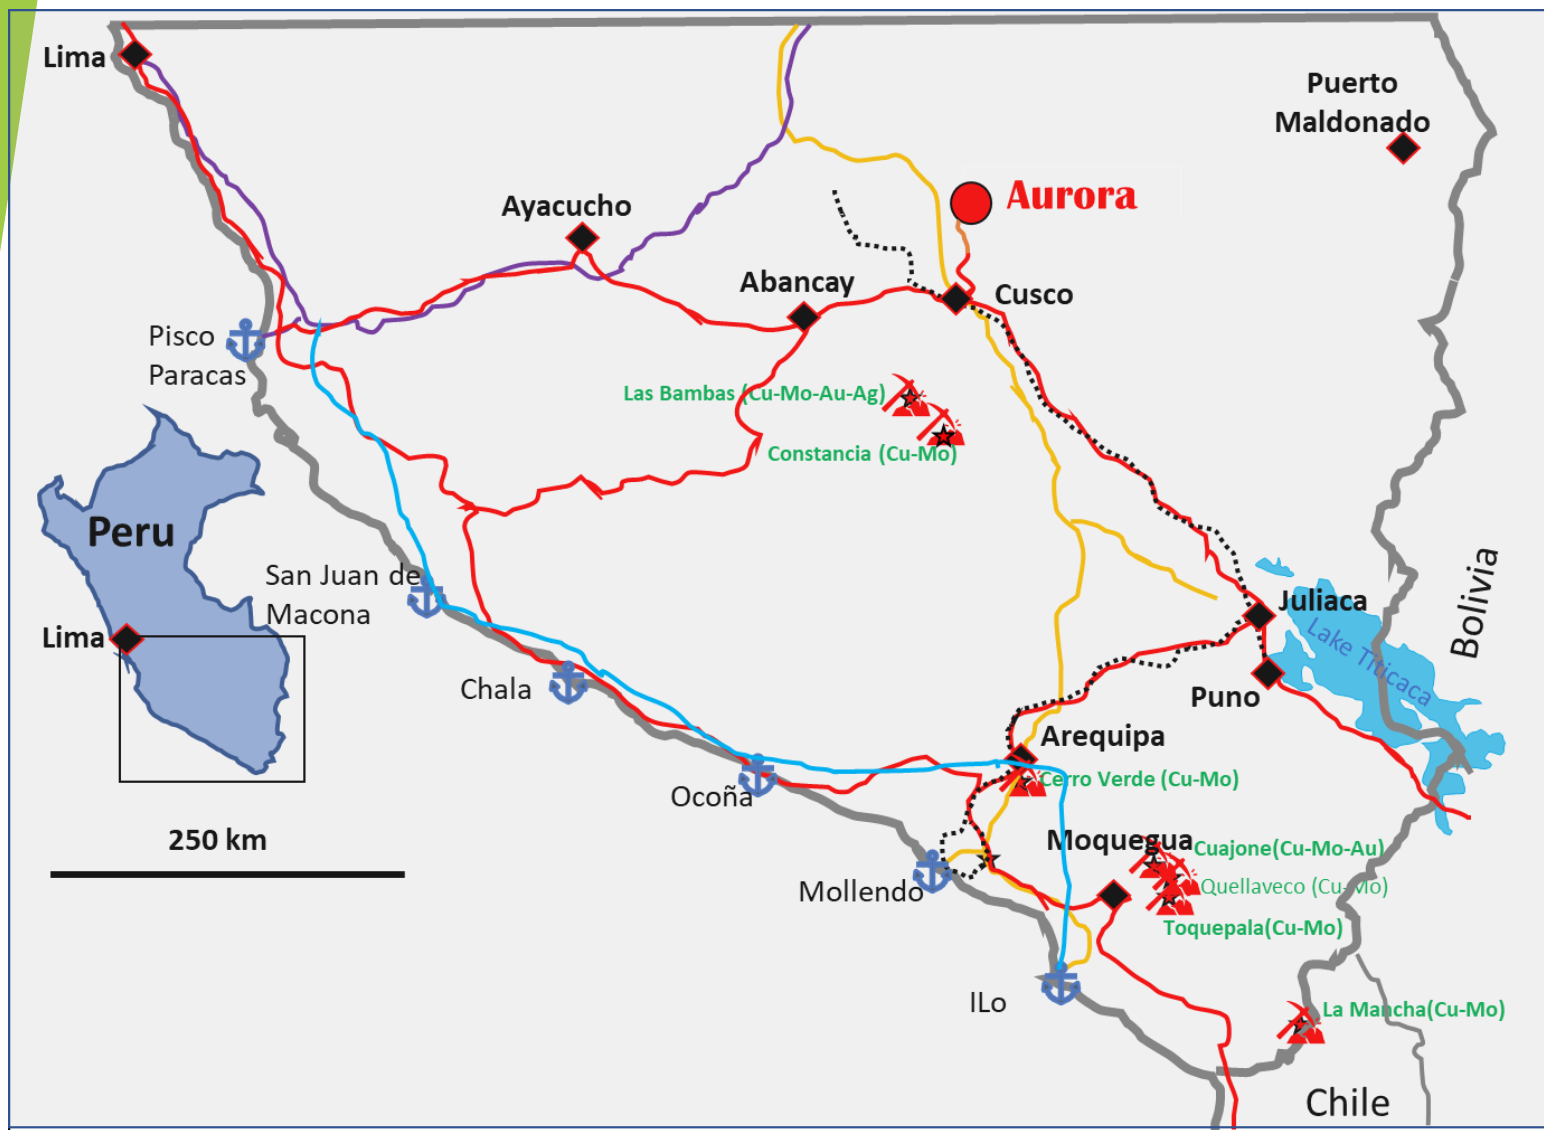 Lima
Puerto
Maldonado
Aurora
Ayacucho
Abancay
Cusco
Pisco
Paracas
Las Bambas (Cu-Mo-Au-Ag)
Constancia (Cu-Mo)
Peru
San Juan de
Macona
Lima
Juliaca
Lake Titicaca
Bolivia
Chala
Puno
Arequipa
Cerro Verde (Cu-Mo)
Ocoña
250 km
Moquegua
Cuajone(Cu-Mo-Au)
Quellaveco (Cu-Mo)
Mollendo
Toquepala(Cu-Mo)
ILo
La Mancha(Cu-Mo)
Chile